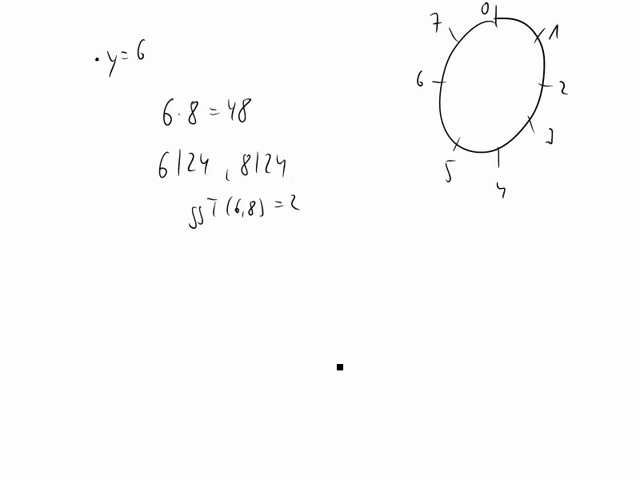 · y = 6
6 · 8 = 48
6|24 , 8|24
ggT (6,8) = 2
0
1
2
3
4
5
6
7